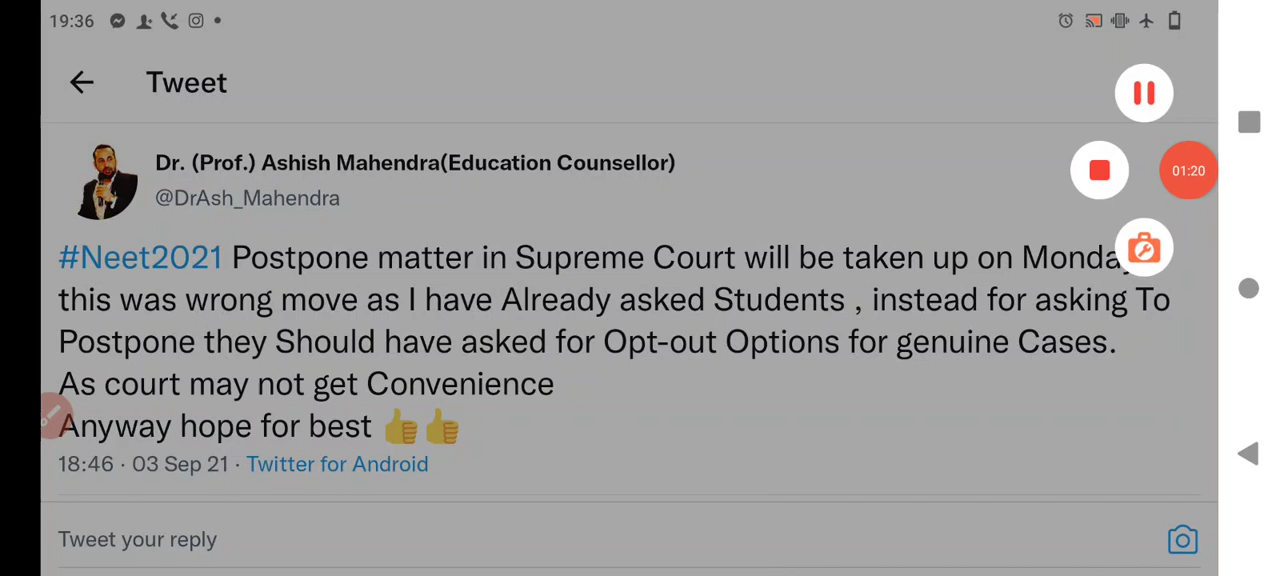 19:36
Tweet
01:20
Dr. (Prof.) Ashish Mahendra(Education Counsellor)
@DrAsh_Mahendra
#Neet2021 Postpone matter in Supreme Court will be taken up on Monday
this was wrong move as I have Already asked Students , instead for asking To
Postpone they Should have asked for Opt-out Options for genuine Cases.
As court may not get Convenience
Anyway hope for best 👍👍
18:46 · 03 Sep 21 · Twitter for Android
Tweet your reply